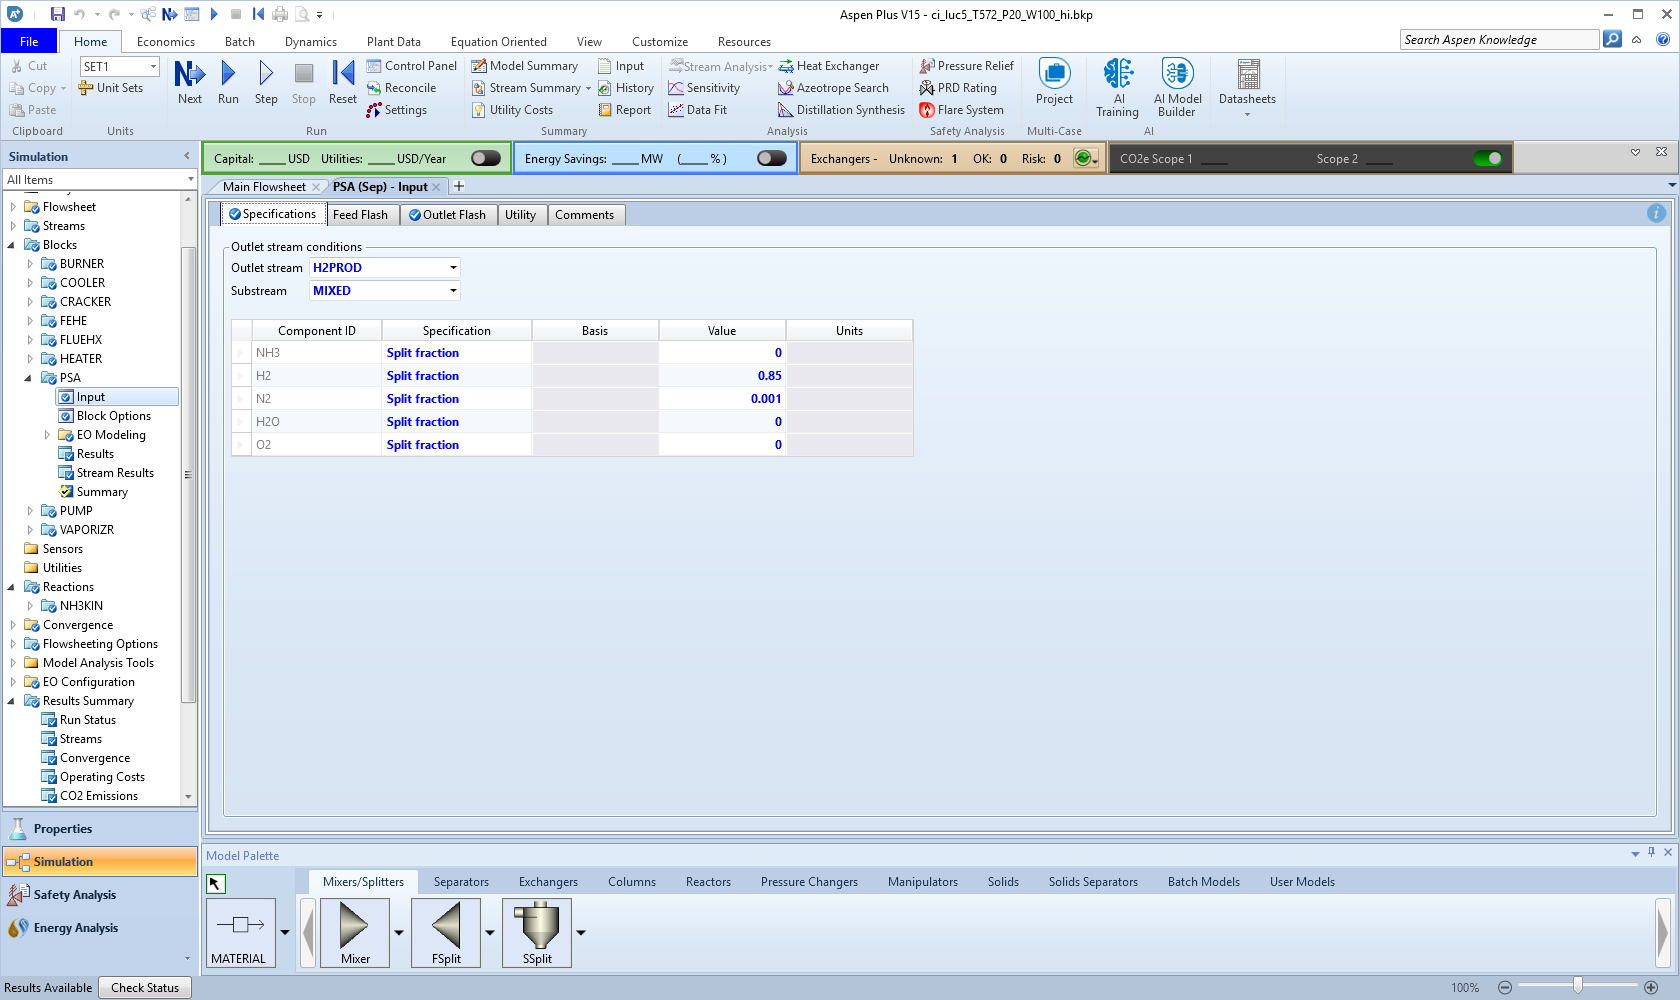 Aspen Plus V15 - ci_luc5_T572_P20_W100_hi.bkp
File Home Economics Batch Dynamics Plant Data Equation Oriented View Customize Resources Search Aspen Knowledge
Cut SET1 Control Panel Model Summary Input Stream Analysis Heat Exchanger Pressure Relief
Copy Unit Sets Reconcile Stream Summary History Sensitivity Azeotrope Search PRD Rating
Paste Settings Utility Costs Report Data Fit Distillation Synthesis Flare System
Next Run Step Stop Reset Project AI Training AI Model Builder Datasheets
Clipboard Units Run Summary Analysis Safety Analysis Multi-Case AI
Simulation
Capital: ____ USD Utilities: ____ USD/Year Energy Savings: ____ MW (____ %) Exchangers - Unknown: 1 OK: 0 Risk: 0 CO2e Scope 1 ____ Scope 2 ____
All Items
Main Flowsheet PSA (Sep) - Input
Specifications Feed Flash Outlet Flash Utility Comments
Flowsheet
Streams
Blocks
BURNER
COOLER
CRACKER
FEHE
FLUEHX
HEATER
PSA
Input
Block Options
EO Modeling
Results
Stream Results
Summary
PUMP
VAPORIZR
Sensors
Utilities
Reactions
NH3KIN
Convergence
Flowsheeting Options
Model Analysis Tools
EO Configuration
Results Summary
Run Status
Streams
Convergence
Operating Costs
CO2 Emissions
Outlet stream conditions
Outlet stream H2PROD
Substream MIXED
Component ID Specification Basis Value Units
NH3 Split fraction 0
H2 Split fraction 0.85
N2 Split fraction 0.001
H2O Split fraction 0
O2 Split fraction 0
Properties
Simulation
Safety Analysis
Energy Analysis
Model Palette
Mixers/Splitters Separators Exchangers Columns Reactors Pressure Changers Manipulators Solids Solids Separators Batch Models User Models
MATERIAL Mixer FSplit SSplit
Results Available Check Status 100%